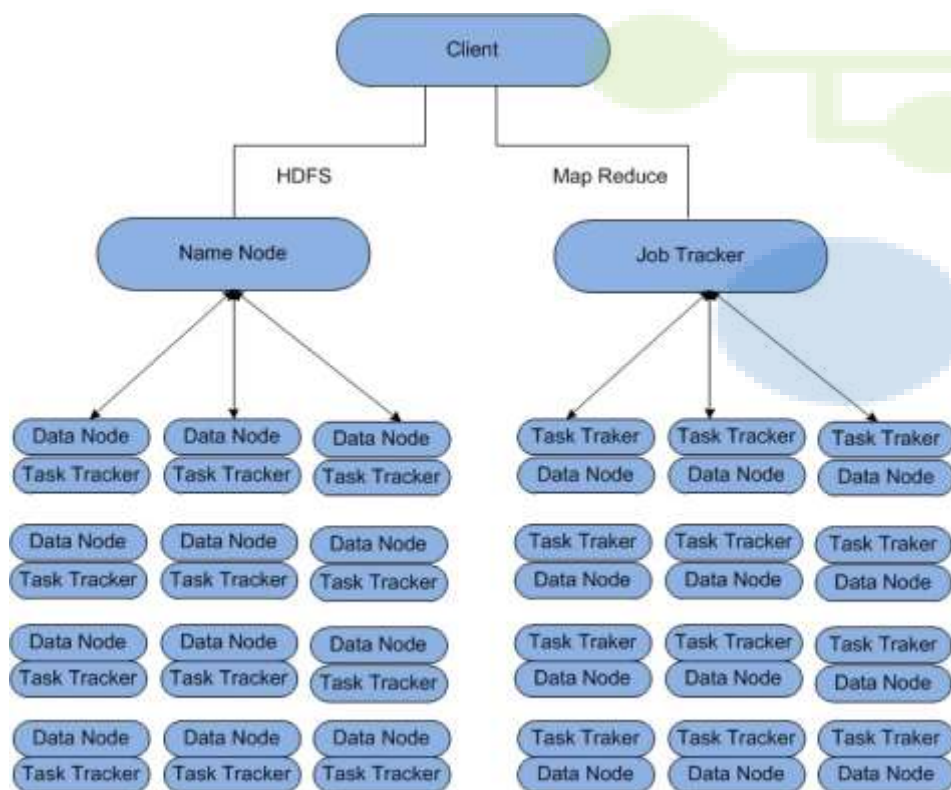 Client
HDFS
Map Reduce
Name Node
Job Tracker
Data Node
Data Node
Data Node
Task Tracker
Task Tracker
Task Tracker
Task Traker
Task Tracker
Task Traker
Data Node
Data Node
Data Node
Data Node
Data Node
Data Node
Task Tracker
Task Tracker
Task Tracker
Task Traker
Task Tracker
Task Traker
Data Node
Data Node
Data Node
Data Node
Data Node
Data Node
Task Tracker
Task Tracker
Task Tracker
Task Traker
Task Tracker
Task Traker
Data Node
Data Node
Data Node
Data Node
Data Node
Data Node
Task Tracker
Task Tracker
Task Tracker
Task Traker
Task Tracker
Task Traker
Data Node
Data Node
Data Node